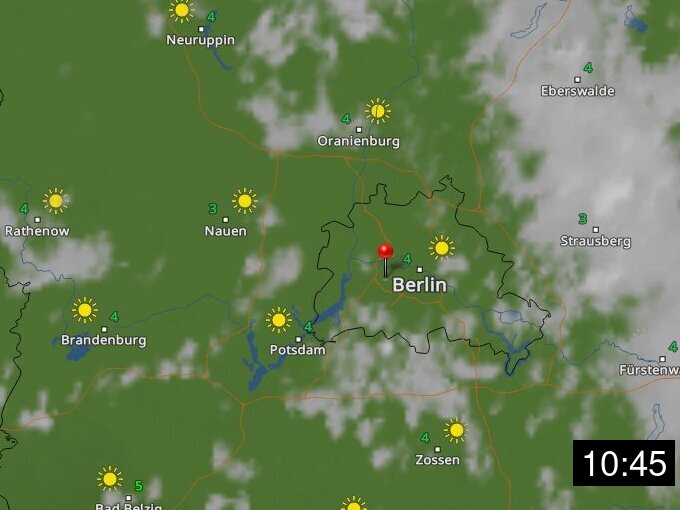 4
Neuruppin
4
Eberswalde
4
Oranienburg
4
Rathenow
3
Nauen
3
Strausberg
4
Berlin
4
Brandenburg
4
Potsdam
4
Fürstenwa
4
Zossen
10:45
5
Bad Belzig